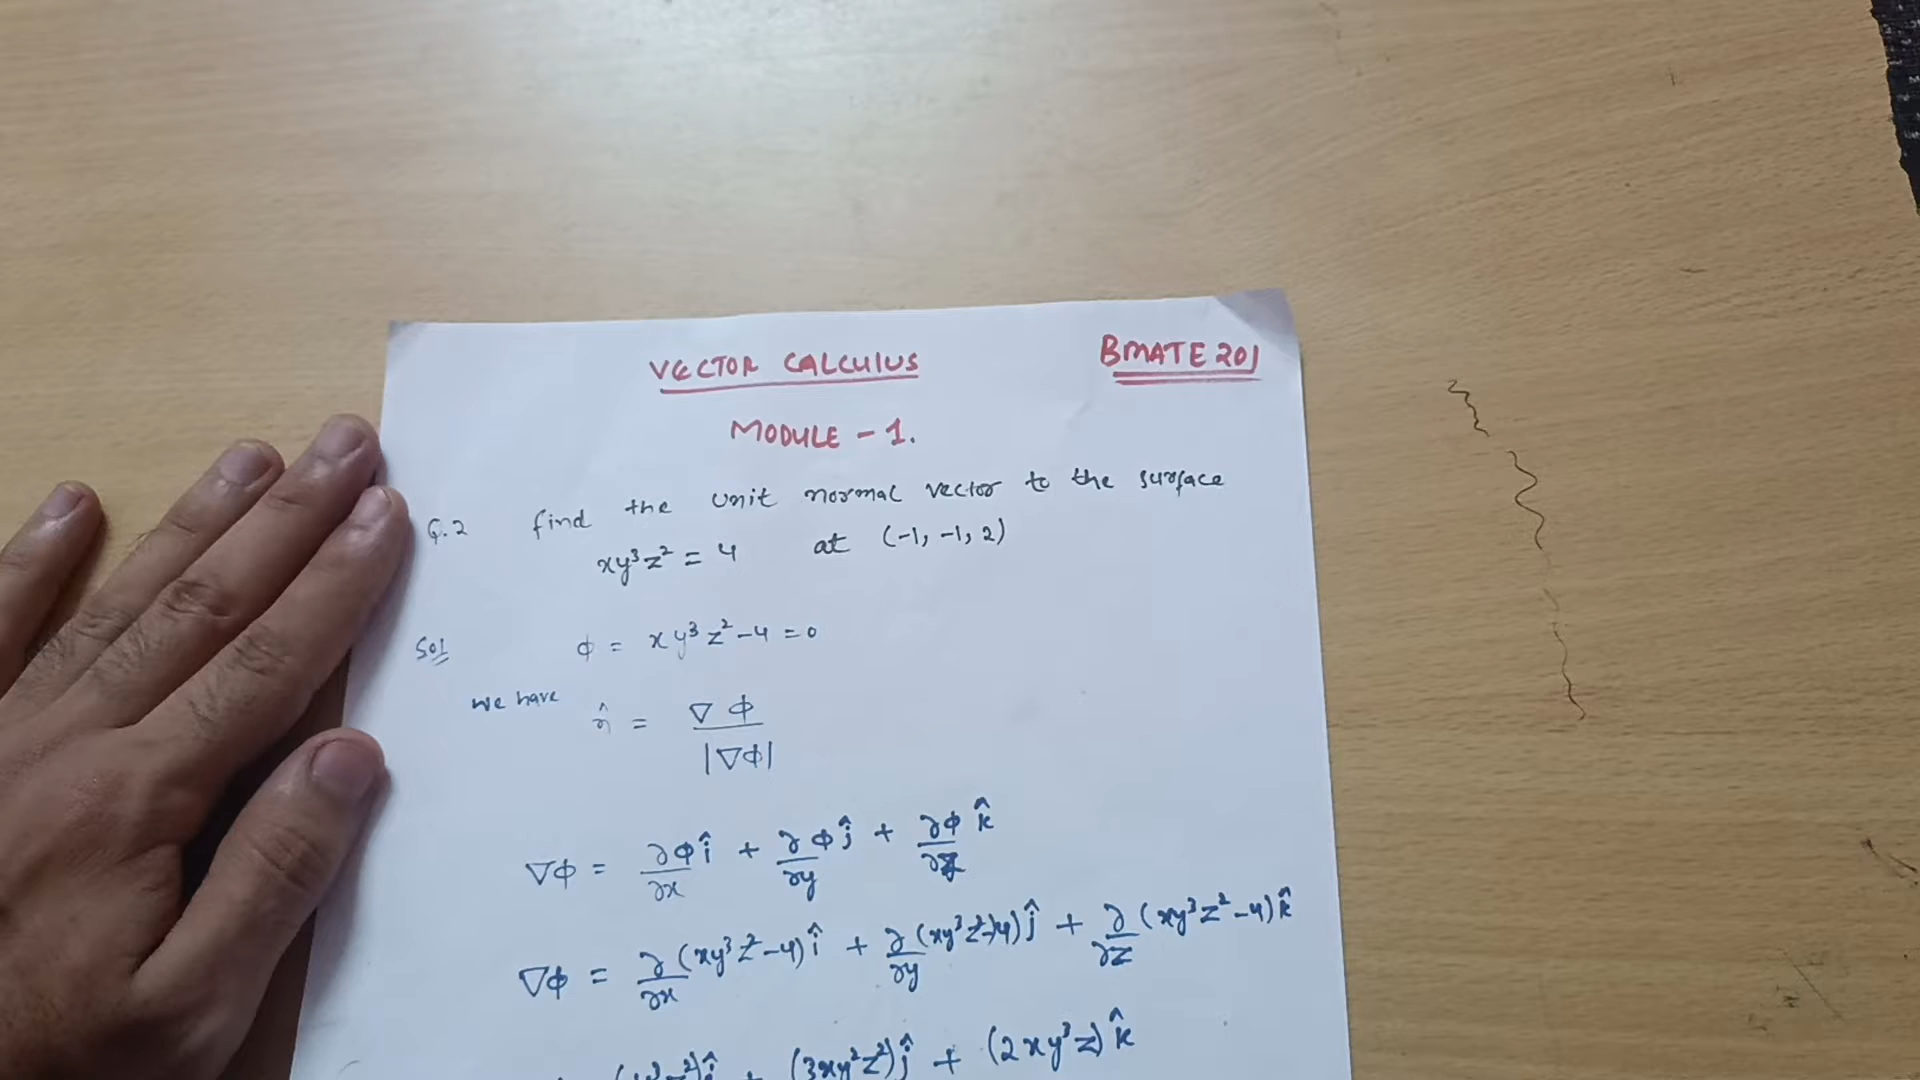 VECTOR CALCULUS BMATE 201
MODULE - 1.
Q.2 find the unit normal vector to the surface
xy³z² = 4 at (-1, -1, 2)
Sol ϕ = xy³z² - 4 = 0
we have n̂ = ∇ϕ / |∇ϕ|
∇ϕ = ∂ϕ/∂x î + ∂ϕ/∂y ĵ + ∂ϕ/∂z k̂
∇ϕ = ∂/∂x (xy³z² - 4) î + ∂/∂y (xy³z² - 4) ĵ + ∂/∂z (xy³z² - 4) k̂
î + (3xy²z²) ĵ + (2xy³z) k̂